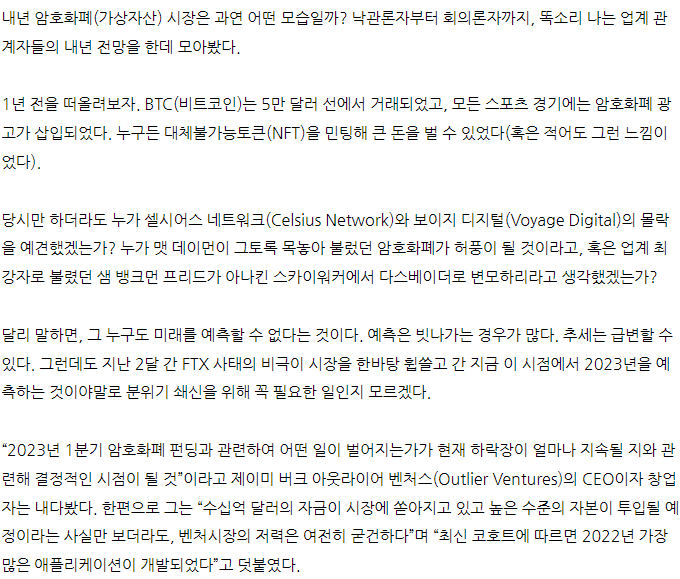 내년 암호화폐(가상자산) 시장은 과연 어떤 모습일까? 낙관론자부터 회의론자까지, 똑소리 나는 업계 관
계자들의 내년 전망을 한데 모아봤다.
1년 전을 떠올려보자. BTC(비트코인)는 5만 달러 선에서 거래되었고, 모든 스포츠 경기에는 암호화폐 광
고가 삽입되었다. 누구든 대체불가능토큰(NFT)을 민팅해 큰 돈을 벌 수 있었다(혹은 적어도 그런 느낌이
었다).
당시만 하더라도 누가 셀시어스 네트워크(Celsius Network)와 보이지 디지털(Voyage Digital)의 몰락
을 예견했겠는가? 누가 맷 데이먼이 그토록 목놓아 불렀던 암호화폐가 허풍이 될 것이라고, 혹은 업계 최
강자로 불렸던 샘 뱅크먼 프리드가 아나킨 스카이워커에서 다스베이더로 변모하리라고 생각했겠는가?
달리 말하면, 그 누구도 미래를 예측할 수 없다는 것이다. 예측은 빗나가는 경우가 많다. 추세는 급변할 수
있다. 그런데도 지난 2달 간 FTX 사태의 비극이 시장을 한바탕 휩쓸고 간 지금 이 시점에서 2023년을 예
측하는 것이야말로 분위기 쇄신을 위해 꼭 필요한 일인지 모르겠다.
“2023년 1분기 암호화폐 펀딩과 관련하여 어떤 일이 벌어지는가가 현재 하락장이 얼마나 지속될 지와 관
련해 결정적인 시점이 될 것”이라고 제이미 버크 아웃라이어 벤처스(Outlier Ventures)의 CEO이자 창업
자는 내다봤다. 한편으로 그는 “수십억 달러의 자금이 시장에 쏟아지고 있고 높은 수준의 자본이 투입될 예
정이라는 사실만 보더라도, 벤처시장의 저력은 여전히 굳건하다”며 “최신 코호트에 따르면 2022년 가장
많은 애플리케이션이 개발되었다”고 덧붙였다.